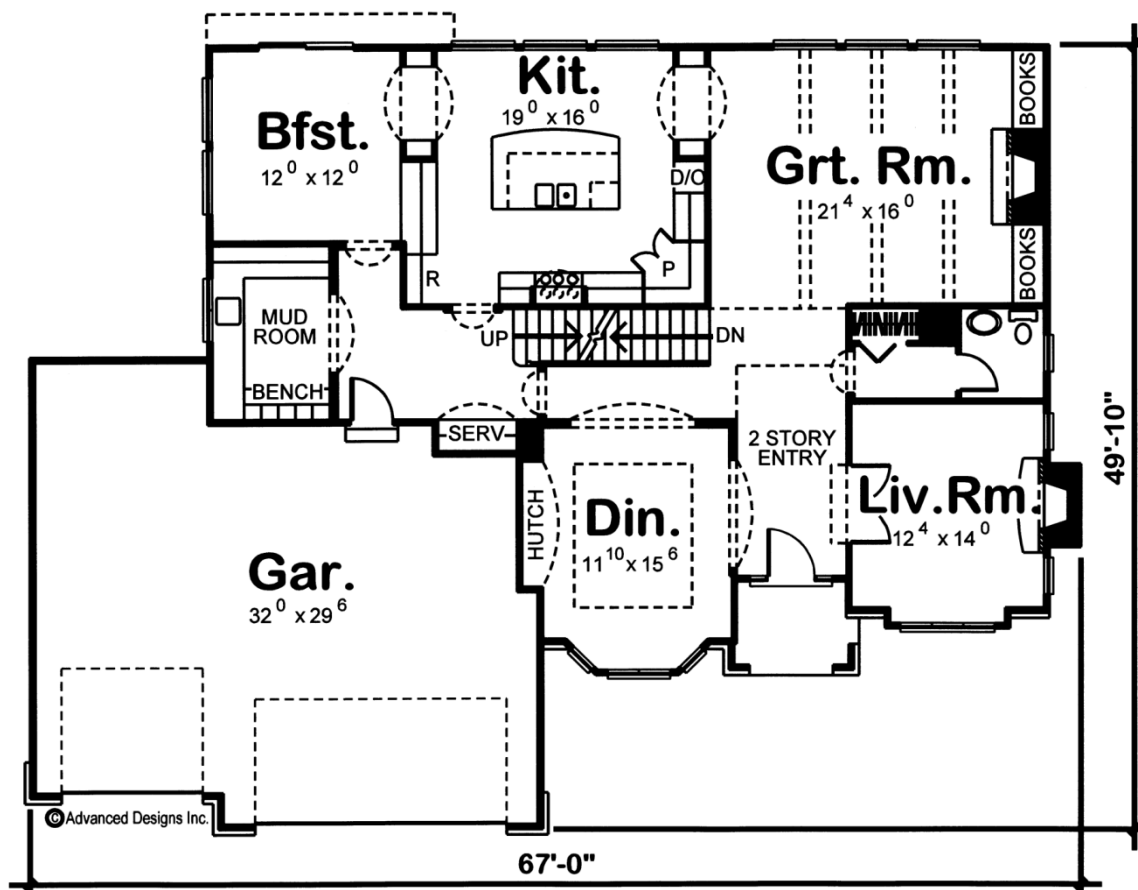 Bfst.
12⁰ x 12⁰
Kit.
19⁰ x 16⁰
Grt. Rm.
21⁴ x 16⁰
BOOKS
BOOKS
D/O
R
P
MUD
ROOM
BENCH
UP
DN
SERV
HUTCH
2 STORY
ENTRY
Din.
11¹⁰ x 15⁶
Liv.Rm.
12⁴ x 14⁰
Gar.
32⁰ x 29⁶
49'-10"
© Advanced Designs Inc.
67'-0"